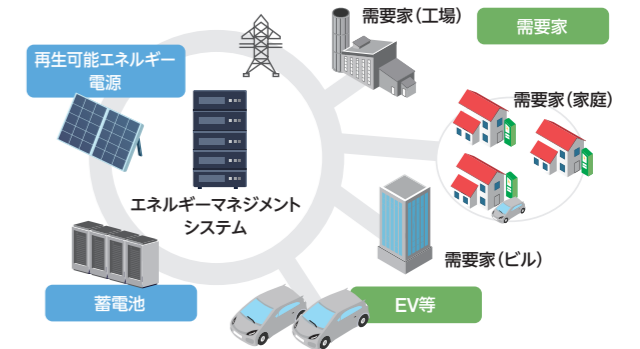 需要家(工場)
需要家
再生可能エネルギー
電源
需要家(家庭)
エネルギーマネジメント
システム
需要家(ビル)
蓄電池
EV等